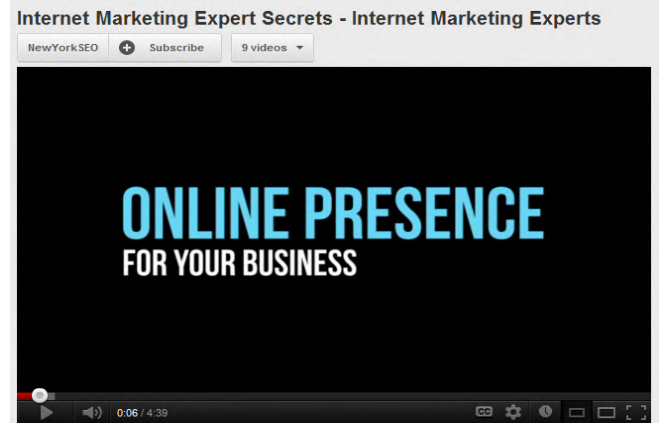 Internet Marketing Expert Secrets - Internet Marketing Experts
NewYorkSEO Subscribe 9 videos
ONLINE PRESENCE
FOR YOUR BUSINESS
0:06 / 4:39 CC